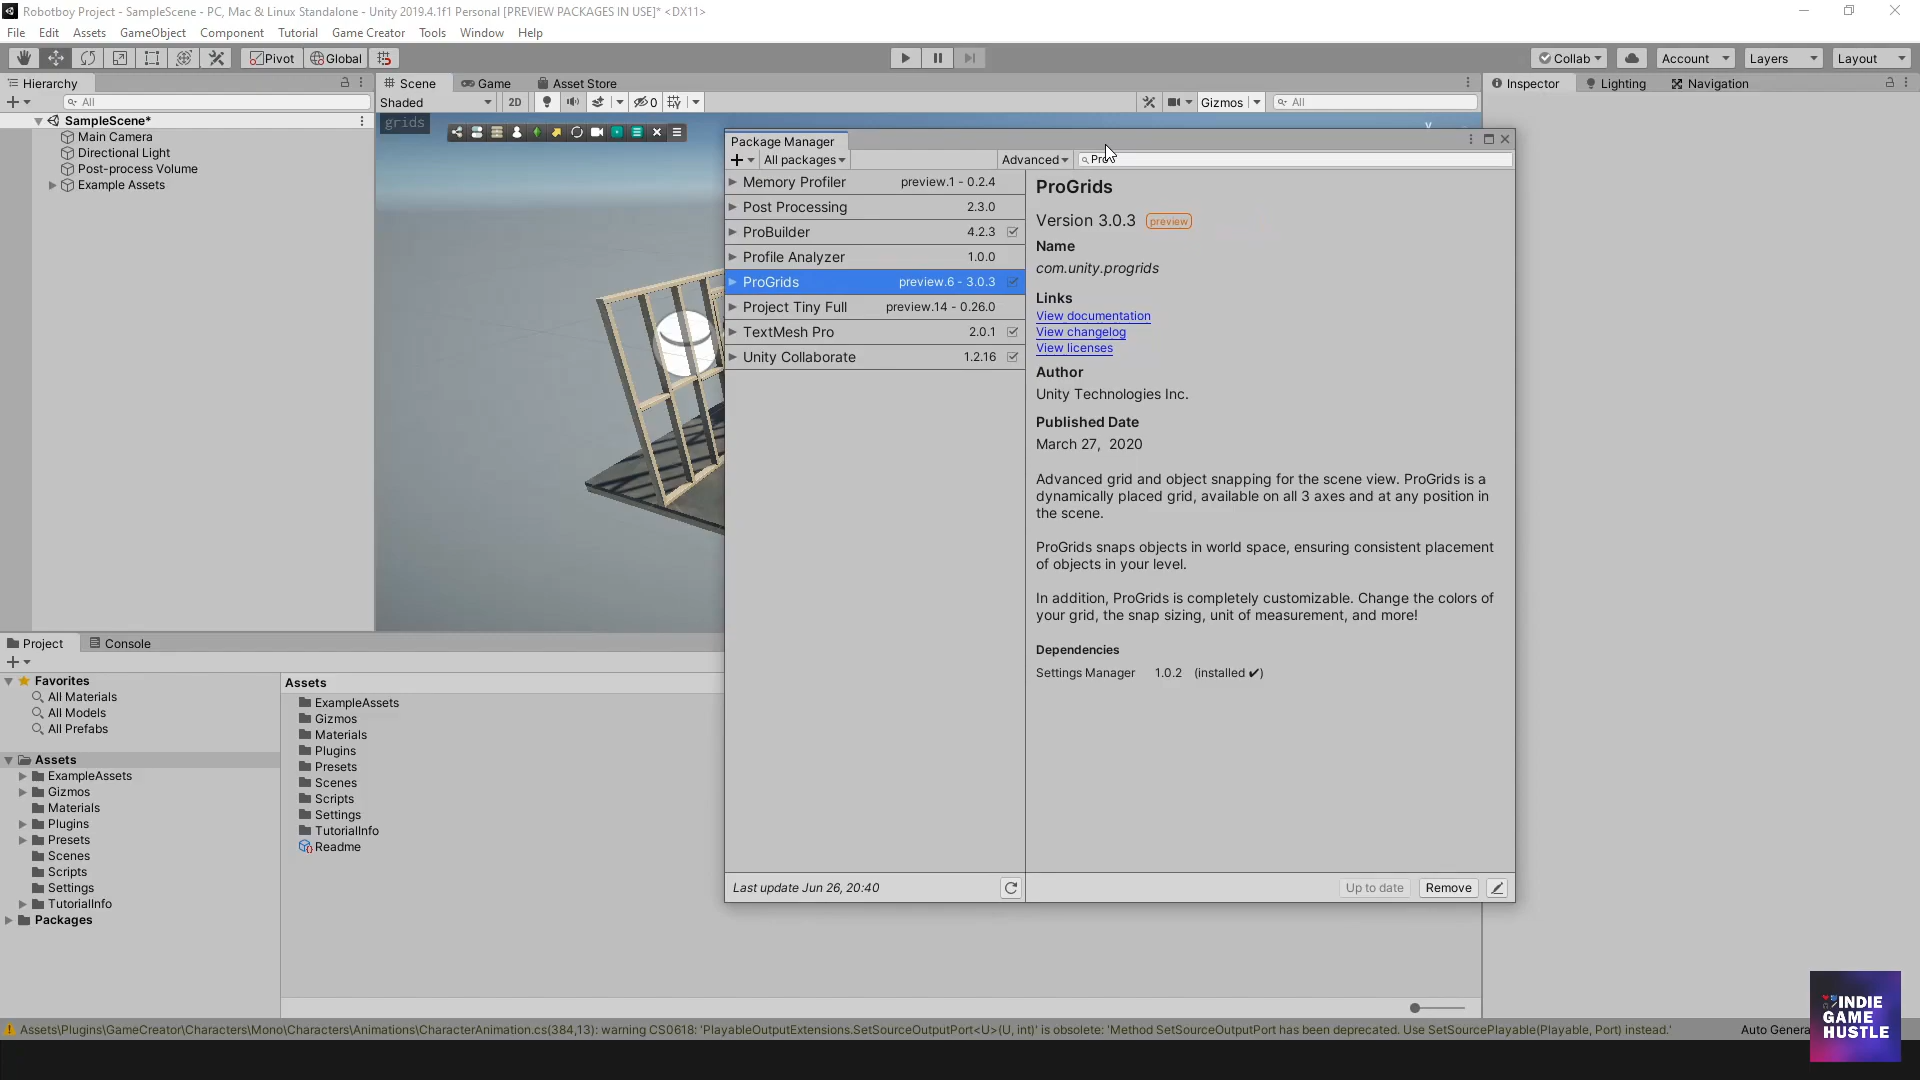 Robotboy Project - SampleScene - PC, Mac & Linux Standalone - Unity 2019.4.1f1 Personal [PREVIEW PACKAGES IN USE]* <DX11>
File Edit Assets GameObject Component Tutorial Game Creator Tools Window Help
Pivot Global Collab Account Layers Layout
Hierarchy Scene Game Asset Store Inspector Lighting Navigation
All Shaded 2D 0 Gizmos All
SampleScene*
Main Camera
Directional Light
Post-process Volume
Example Assets
grids
y
Package Manager
All packages Advanced Pro
Memory Profiler preview.1 - 0.2.4
Post Processing 2.3.0
ProBuilder 4.2.3
Profile Analyzer 1.0.0
ProGrids preview.6 - 3.0.3
Project Tiny Full preview.14 - 0.26.0
TextMesh Pro 2.0.1
Unity Collaborate 1.2.16
Last update Jun 26, 20:40
ProGrids
Version 3.0.3 preview
Name
com.unity.progrids
Links
View documentation
View changelog
View licenses
Author
Unity Technologies Inc.
Published Date
March 27, 2020
Advanced grid and object snapping for the scene view. ProGrids is a
dynamically placed grid, available on all 3 axes and at any position in
the scene.
ProGrids snaps objects in world space, ensuring consistent placement
of objects in your level.
In addition, ProGrids is completely customizable. Change the colors of
your grid, the snap sizing, unit of measurement, and more!
Dependencies
Settings Manager 1.0.2 (installed ✔)
Up to date Remove
Project Console
Favorites
All Materials
All Models
All Prefabs
Assets
ExampleAssets
Gizmos
Materials
Plugins
Presets
Scenes
Scripts
Settings
TutorialInfo
Packages
Assets
ExampleAssets
Gizmos
Materials
Plugins
Presets
Scenes
Scripts
Settings
TutorialInfo
Readme
Assets\Plugins\GameCreator\Characters\Mono\Characters\Animations\CharacterAnimation.cs(384,13): warning CS0618: 'PlayableOutputExtensions.SetSourceOutputPort<U>(U, int)' is obsolete: 'Method SetSourceOutputPort has been deprecated. Use SetSourcePlayable(Playable, Port) instead.'
Auto Genera
INDIE
GAME
HUSTLE